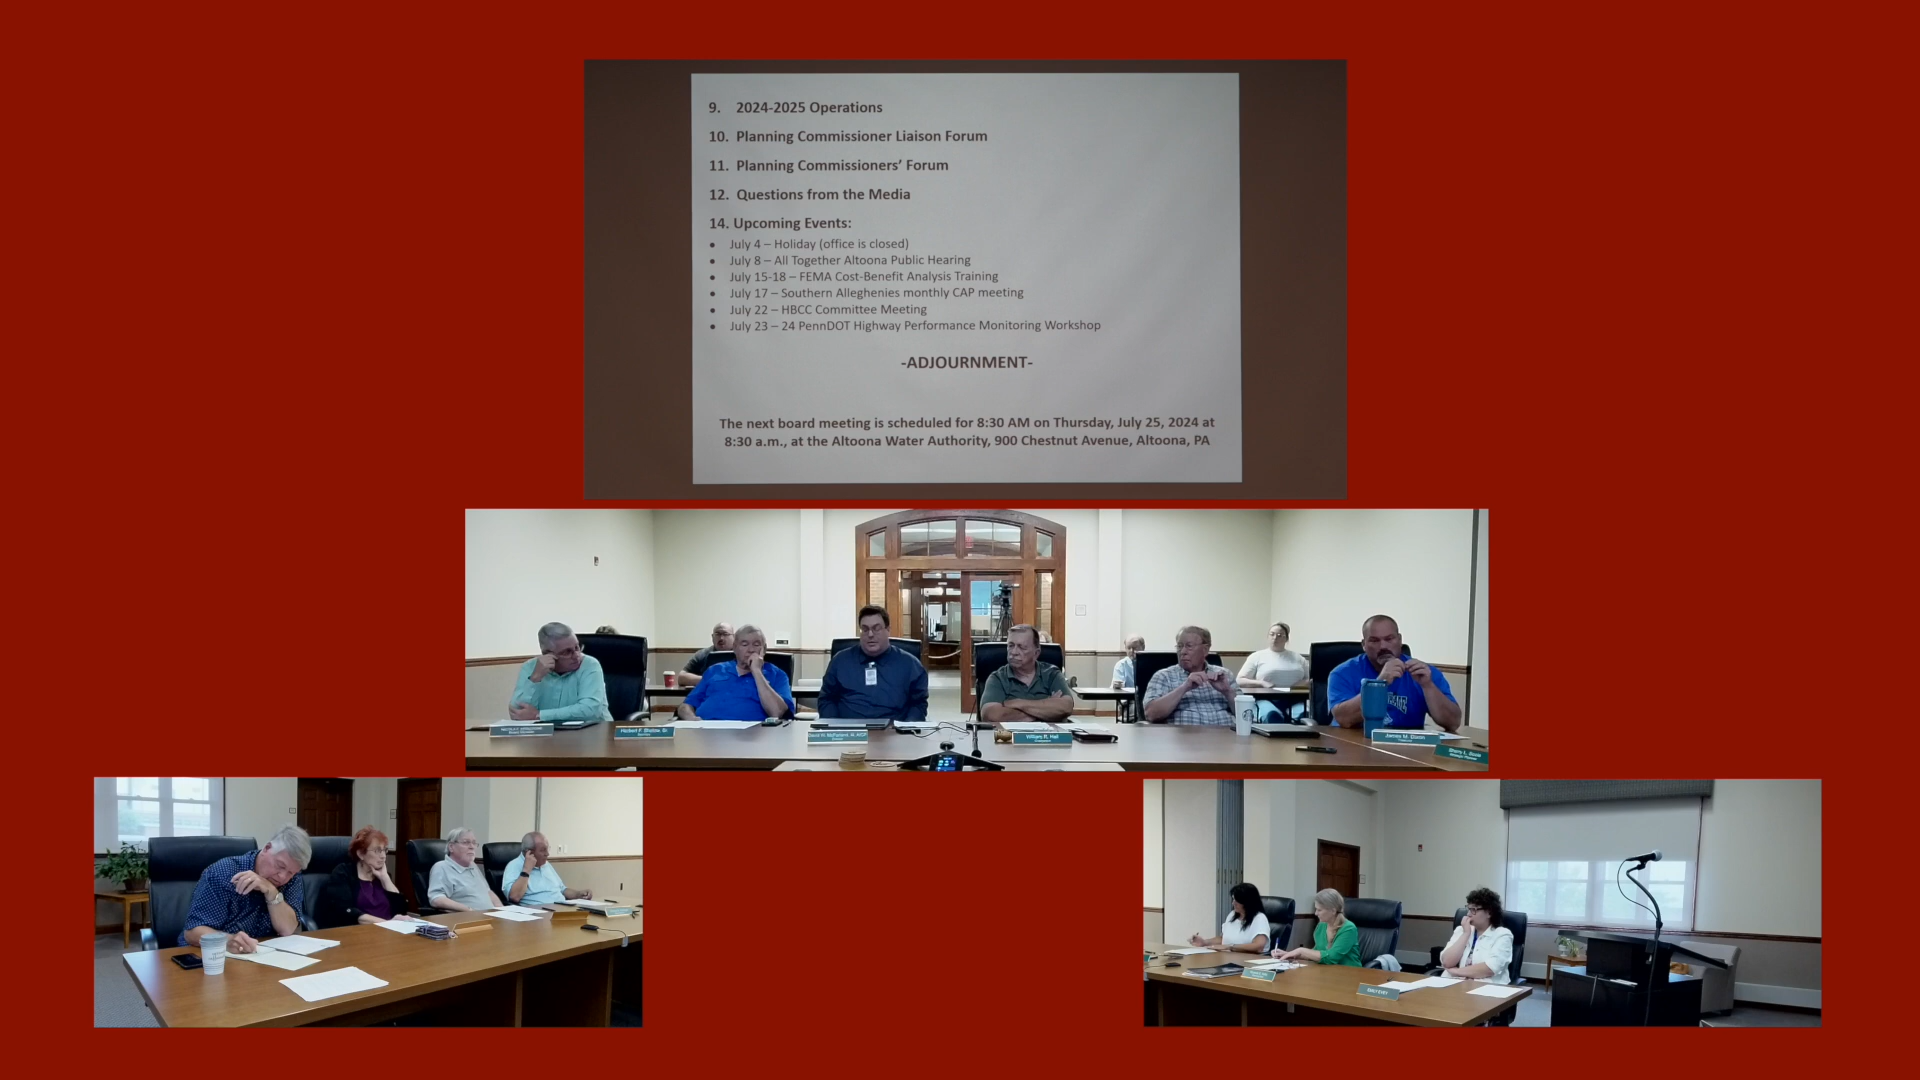 9. 2024-2025 Operations
10. Planning Commissioner Liaison Forum
11. Planning Commissioners’ Forum
12. Questions from the Media
14. Upcoming Events:
• July 4 – Holiday (office is closed)
• July 8 – All Together Altoona Public Hearing
• July 15-18 – FEMA Cost-Benefit Analysis Training
• July 17 – Southern Alleghenies monthly CAP meeting
• July 22 – HBCC Committee Meeting
• July 23 – 24 PennDOT Highway Performance Monitoring Workshop
-ADJOURNMENT-
The next board meeting is scheduled for 8:30 AM on Thursday, July 25, 2024 at
8:30 a.m., at the Altoona Water Authority, 900 Chestnut Avenue, Altoona, PA
William R. Hall
James M. Dixon